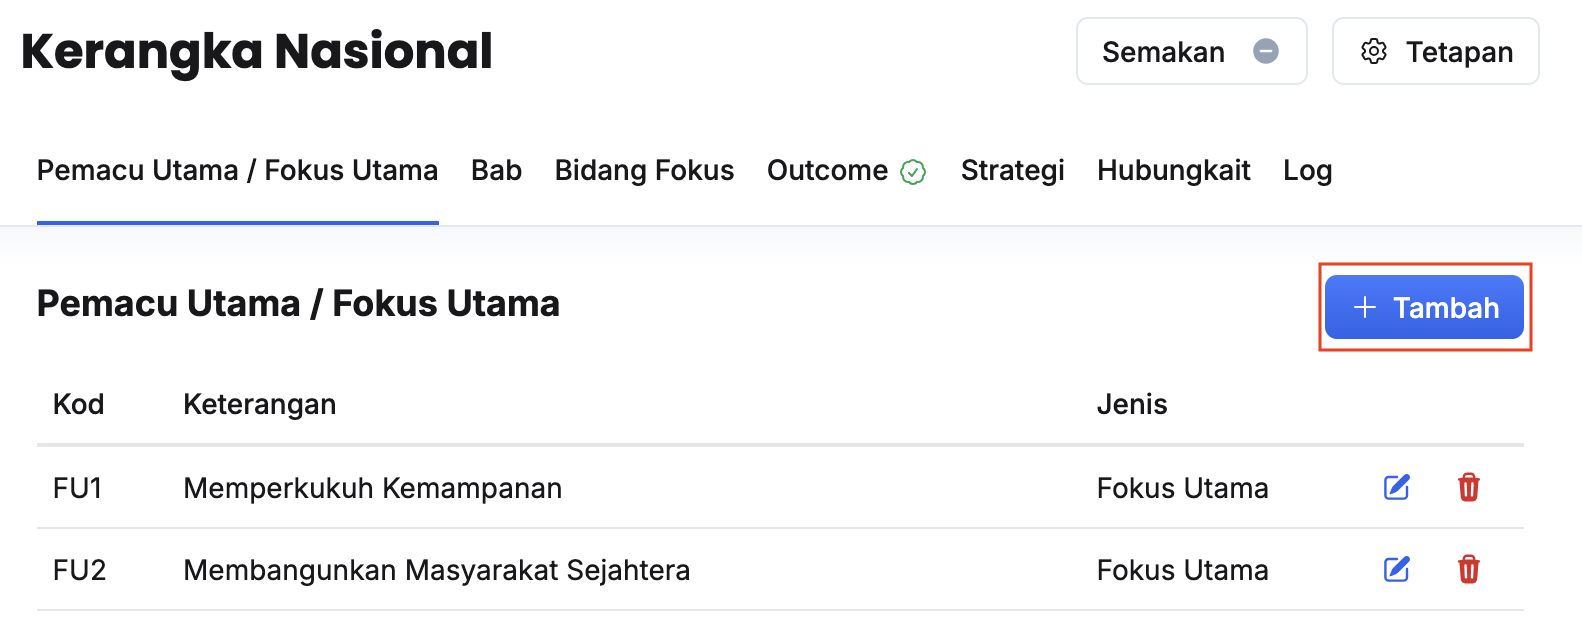 Kerangka Nasional
Semakan
Tetapan
Pemacu Utama / Fokus Utama
Bab
Bidang Fokus
Outcome
Strategi
Hubungkait
Log
Pemacu Utama / Fokus Utama
+ Tambah
Kod Keterangan Jenis
FU1 Memperkukuh Kemampanan Fokus Utama
FU2 Membangunkan Masyarakat Sejahtera Fokus Utama